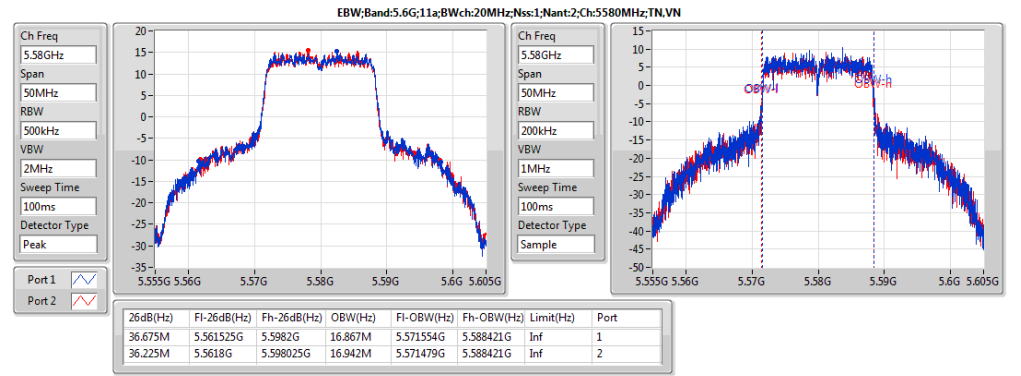 EBW;Band:5.6G;11a;BWch:20MHz;Nss:1;Nant:2;Ch:5580MHz;TN,VN
Ch Freq
5.58GHz
Span
50MHz
RBW
500kHz
VBW
2MHz
Sweep Time
100ms
Detector Type
Peak
Port 1
Port 2
20
15
10
5
0
-5
-10
-15
-20
-25
-30
-35
5.555G 5.56G 5.57G 5.58G 5.59G 5.6G 5.605G
Ch Freq
5.58GHz
Span
50MHz
RBW
200kHz
VBW
1MHz
Sweep Time
100ms
Detector Type
Sample
15
10
5
0
-5
-10
-15
-20
-25
-30
-35
-40
-45
-50
OBW-l
OBW-h
OBW-h
5.555G 5.56G 5.57G 5.58G 5.59G 5.6G 5.605G
26dB(Hz) Fl-26dB(Hz) Fh-26dB(Hz) OBW(Hz) Fl-OBW(Hz) Fh-OBW(Hz) Limit(Hz) Port
36.675M 5.561525G 5.5982G 16.867M 5.571554G 5.588421G Inf 1
36.225M 5.5618G 5.598025G 16.942M 5.571479G 5.588421G Inf 2